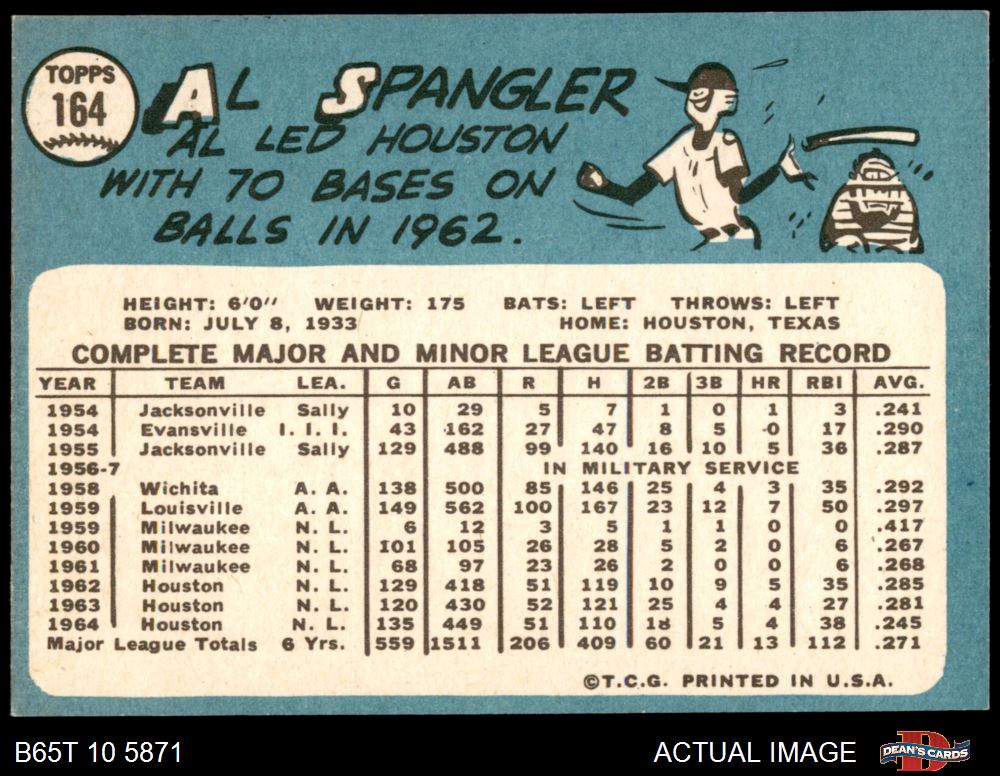 TOPPS
164
AL SPANGLER
AL LED HOUSTON
WITH 70 BASES ON
BALLS IN 1962.
HEIGHT: 6'0" WEIGHT: 175 BATS: LEFT THROWS: LEFT
BORN: JULY 8, 1933 HOME: HOUSTON, TEXAS
COMPLETE MAJOR AND MINOR LEAGUE BATTING RECORD
YEAR TEAM LEA. G AB R H 2B 3B HR RBI AVG.
1954 Jacksonville Sally 10 29 5 7 1 0 1 3 .241
1954 Evansville I. I. I. 43 162 27 47 8 5 0 17 .290
1955 Jacksonville Sally 129 488 99 140 16 10 5 36 .287
1956-7 IN MILITARY SERVICE
1958 Wichita A. A. 138 500 85 146 25 4 3 35 .292
1959 Louisville A. A. 149 562 100 167 23 12 7 50 .297
1959 Milwaukee N. L. 6 12 3 5 1 1 0 0 .417
1960 Milwaukee N. L. 101 105 26 28 5 2 0 6 .267
1961 Milwaukee N. L. 68 97 23 26 2 0 0 6 .268
1962 Houston N. L. 129 418 51 119 10 9 5 35 .285
1963 Houston N. L. 120 430 52 121 25 4 4 27 .281
1964 Houston N. L. 135 449 51 110 18 5 4 38 .245
Major League Totals 6 Yrs. 559 1511 206 409 60 21 13 112 .271
©T.C.G. PRINTED IN U.S.A.
B65T 10 5871 ACTUAL IMAGE DEAN'S CARDS